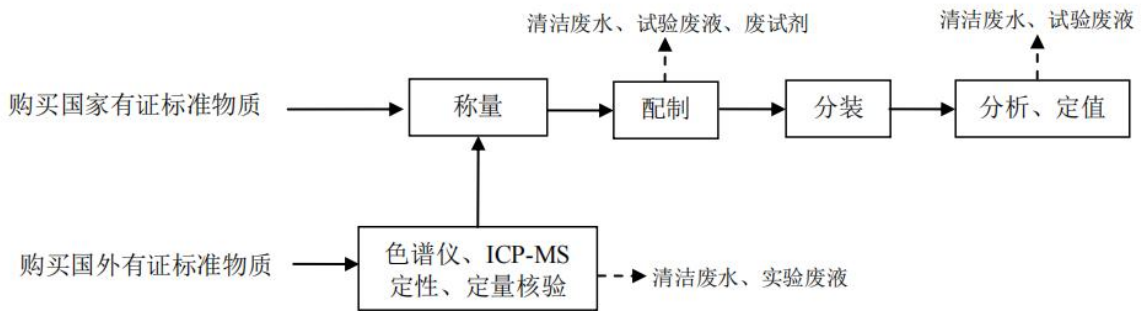 清洁废水、试验废液、废试剂
清洁废水、试验废液
购买国家有证标准物质
称量
配制
分装
分析、定值
购买国外有证标准物质
色谱仪、ICP-MS
定性、定量核验
清洁废水、实验废液